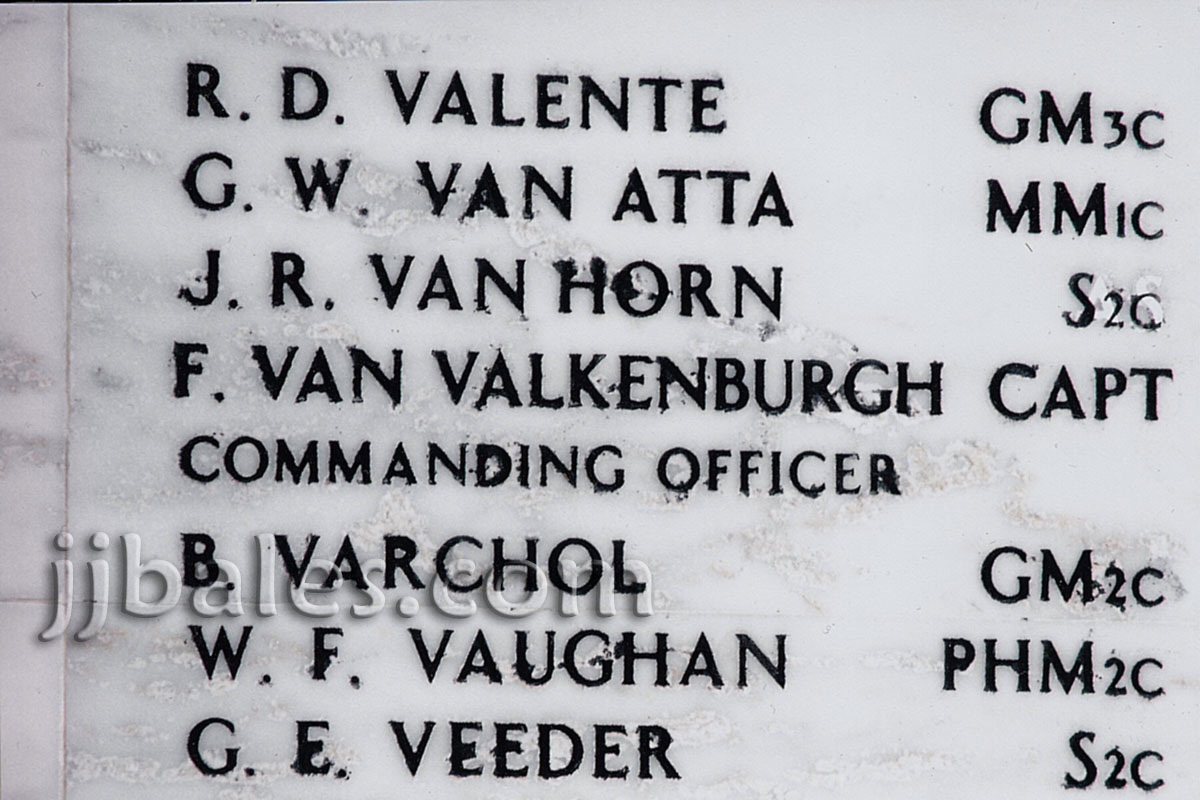 R. D. VALENTE GM3C
G. W. VAN ATTA MM1C
J. R. VAN HORN S2C
F. VAN VALKENBURGH CAPT
COMMANDING OFFICER
B. VARCHOL GM2C
jjbales.com
W. F. VAUGHAN PHM2C
G. E. VEEDER S2C